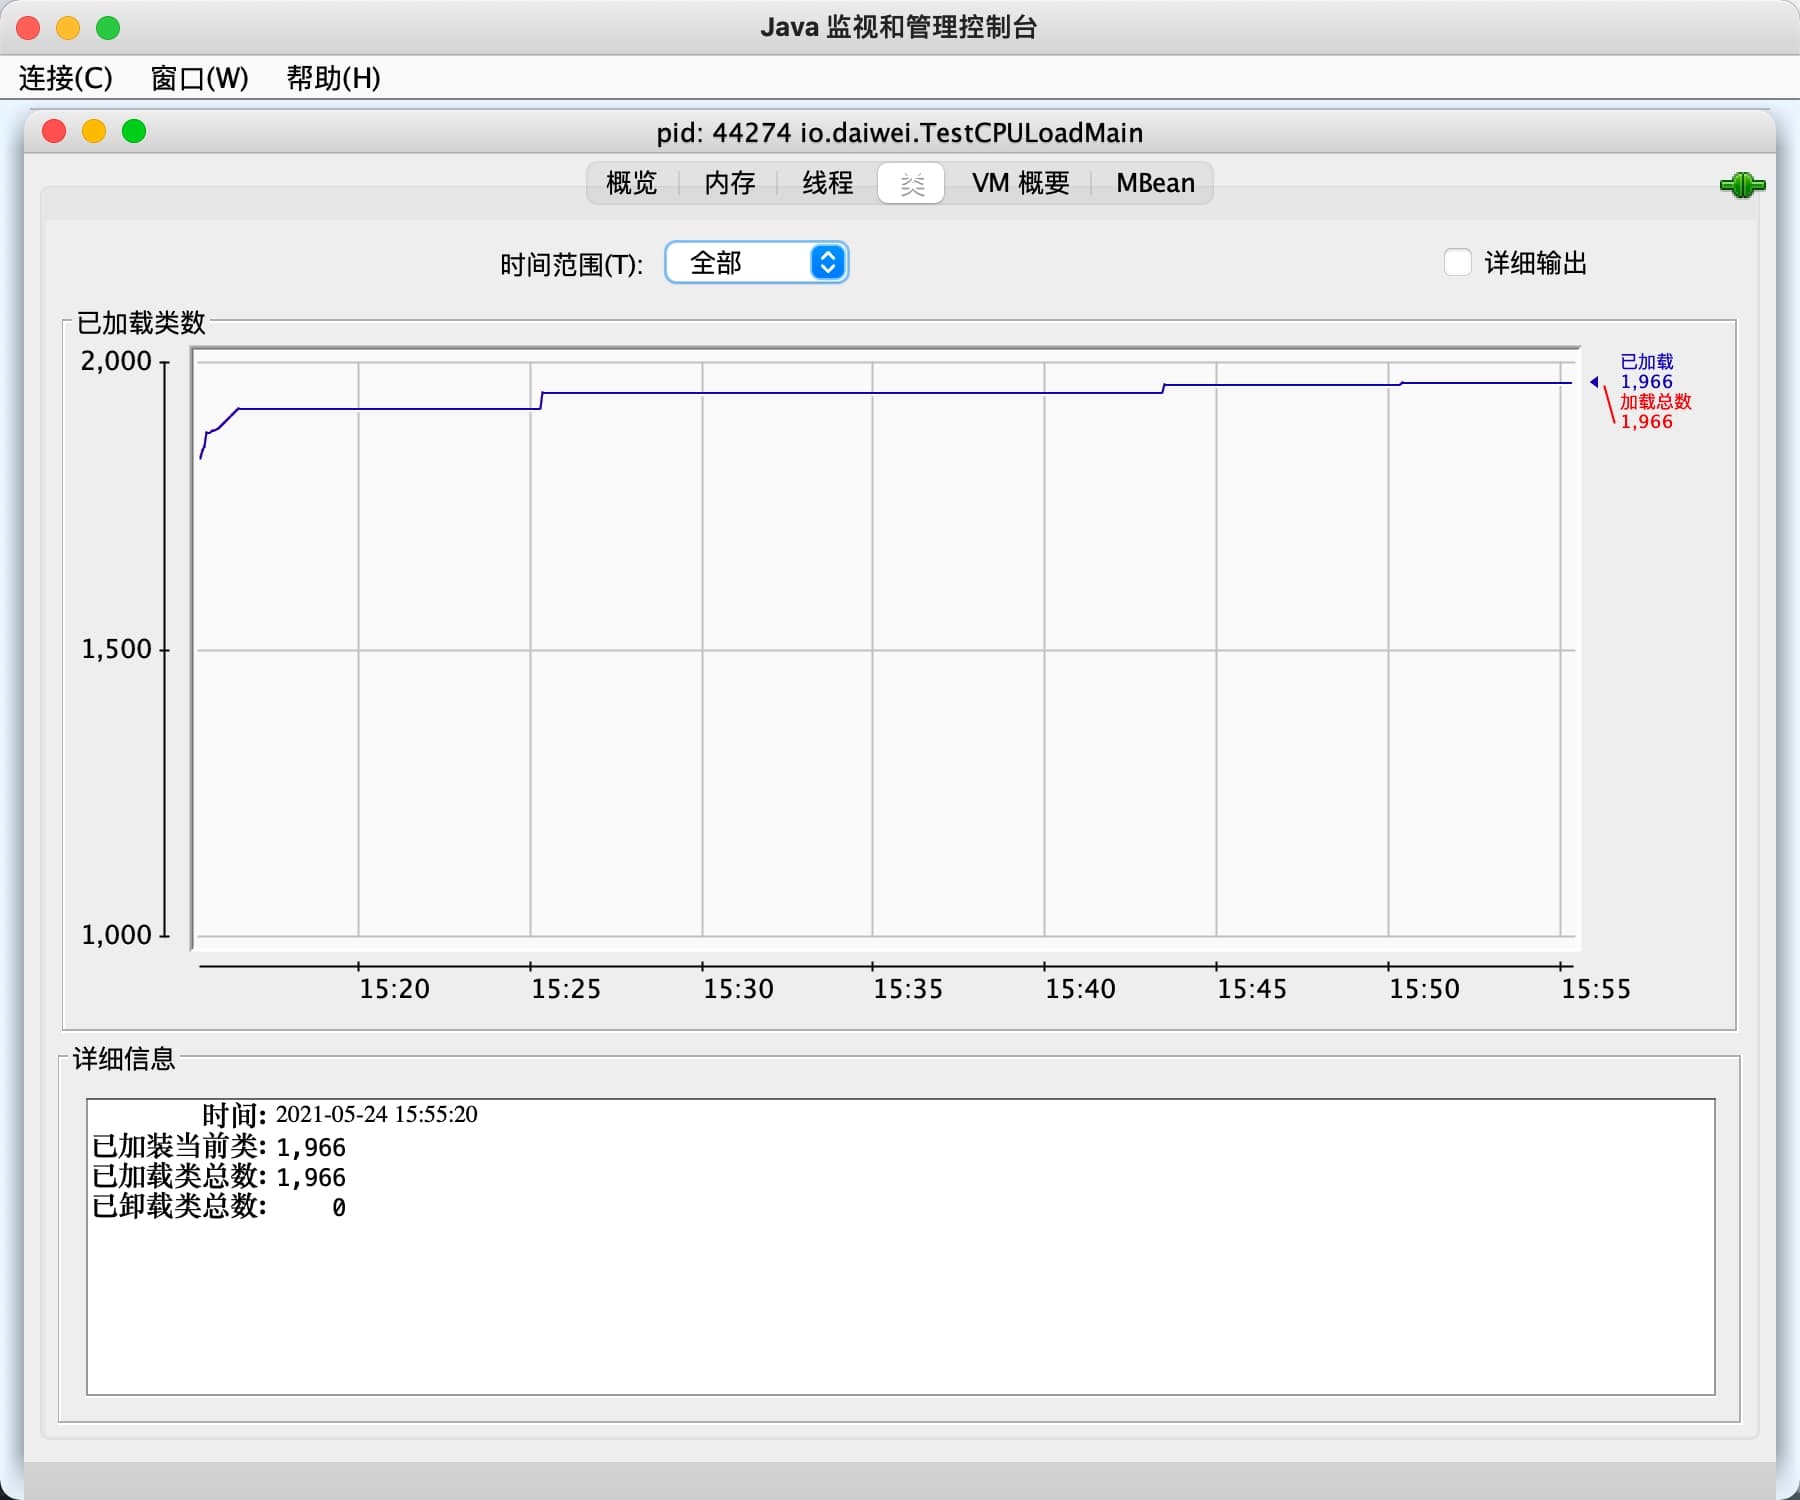 Java 监视和管理控制台
连接(C) 窗口(W) 帮助(H)
pid: 44274 io.daiwei.TestCPULoadMain
概览 内存 线程 类 VM 概要 MBean
时间范围(T): 全部 详细输出
已加载类数
2,000
1,500
1,000
已加载
1,966
加载总数
1,966
15:20 15:25 15:30 15:35 15:40 15:45 15:50 15:55
详细信息
时间: 2021-05-24 15:55:20
已加装当前类: 1,966
已加载类总数: 1,966
已卸载类总数: 0